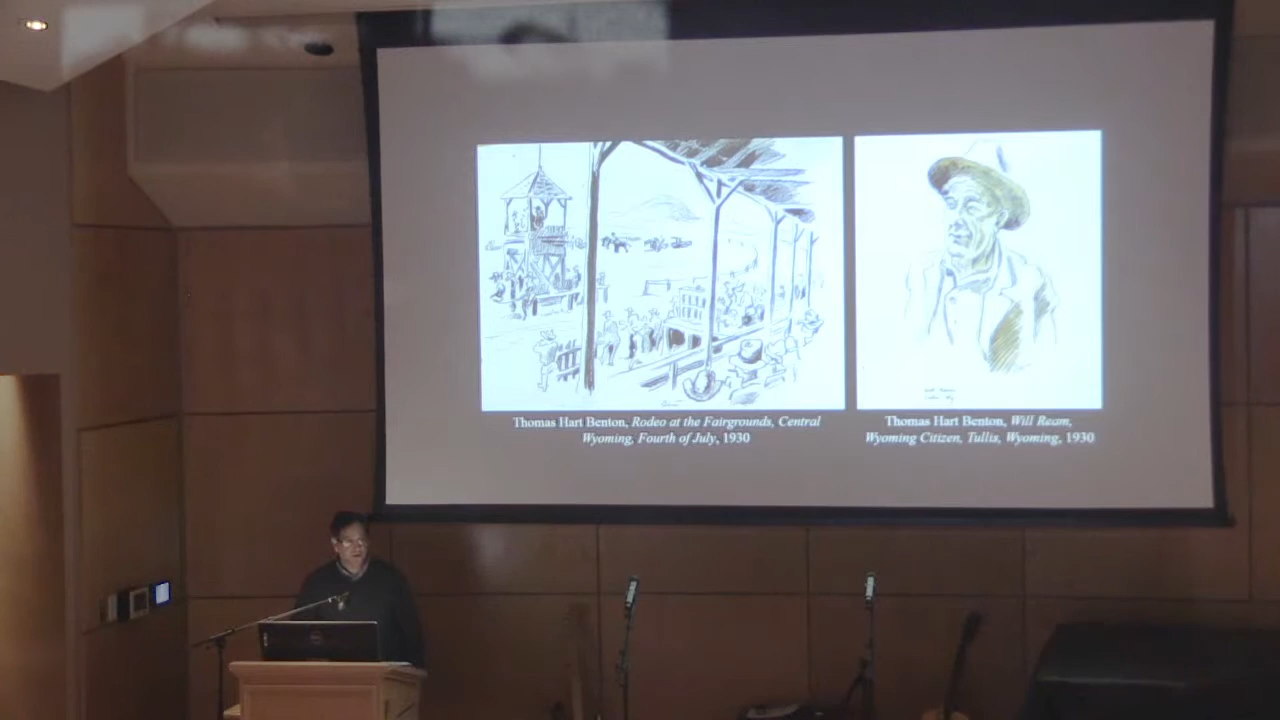 Thomas Hart Benton, Rodeo at the Fairgrounds, Central
Wyoming, Fourth of July, 1930
Thomas Hart Benton, Will Ream,
Wyoming Citizen, Tullis, Wyoming, 1930